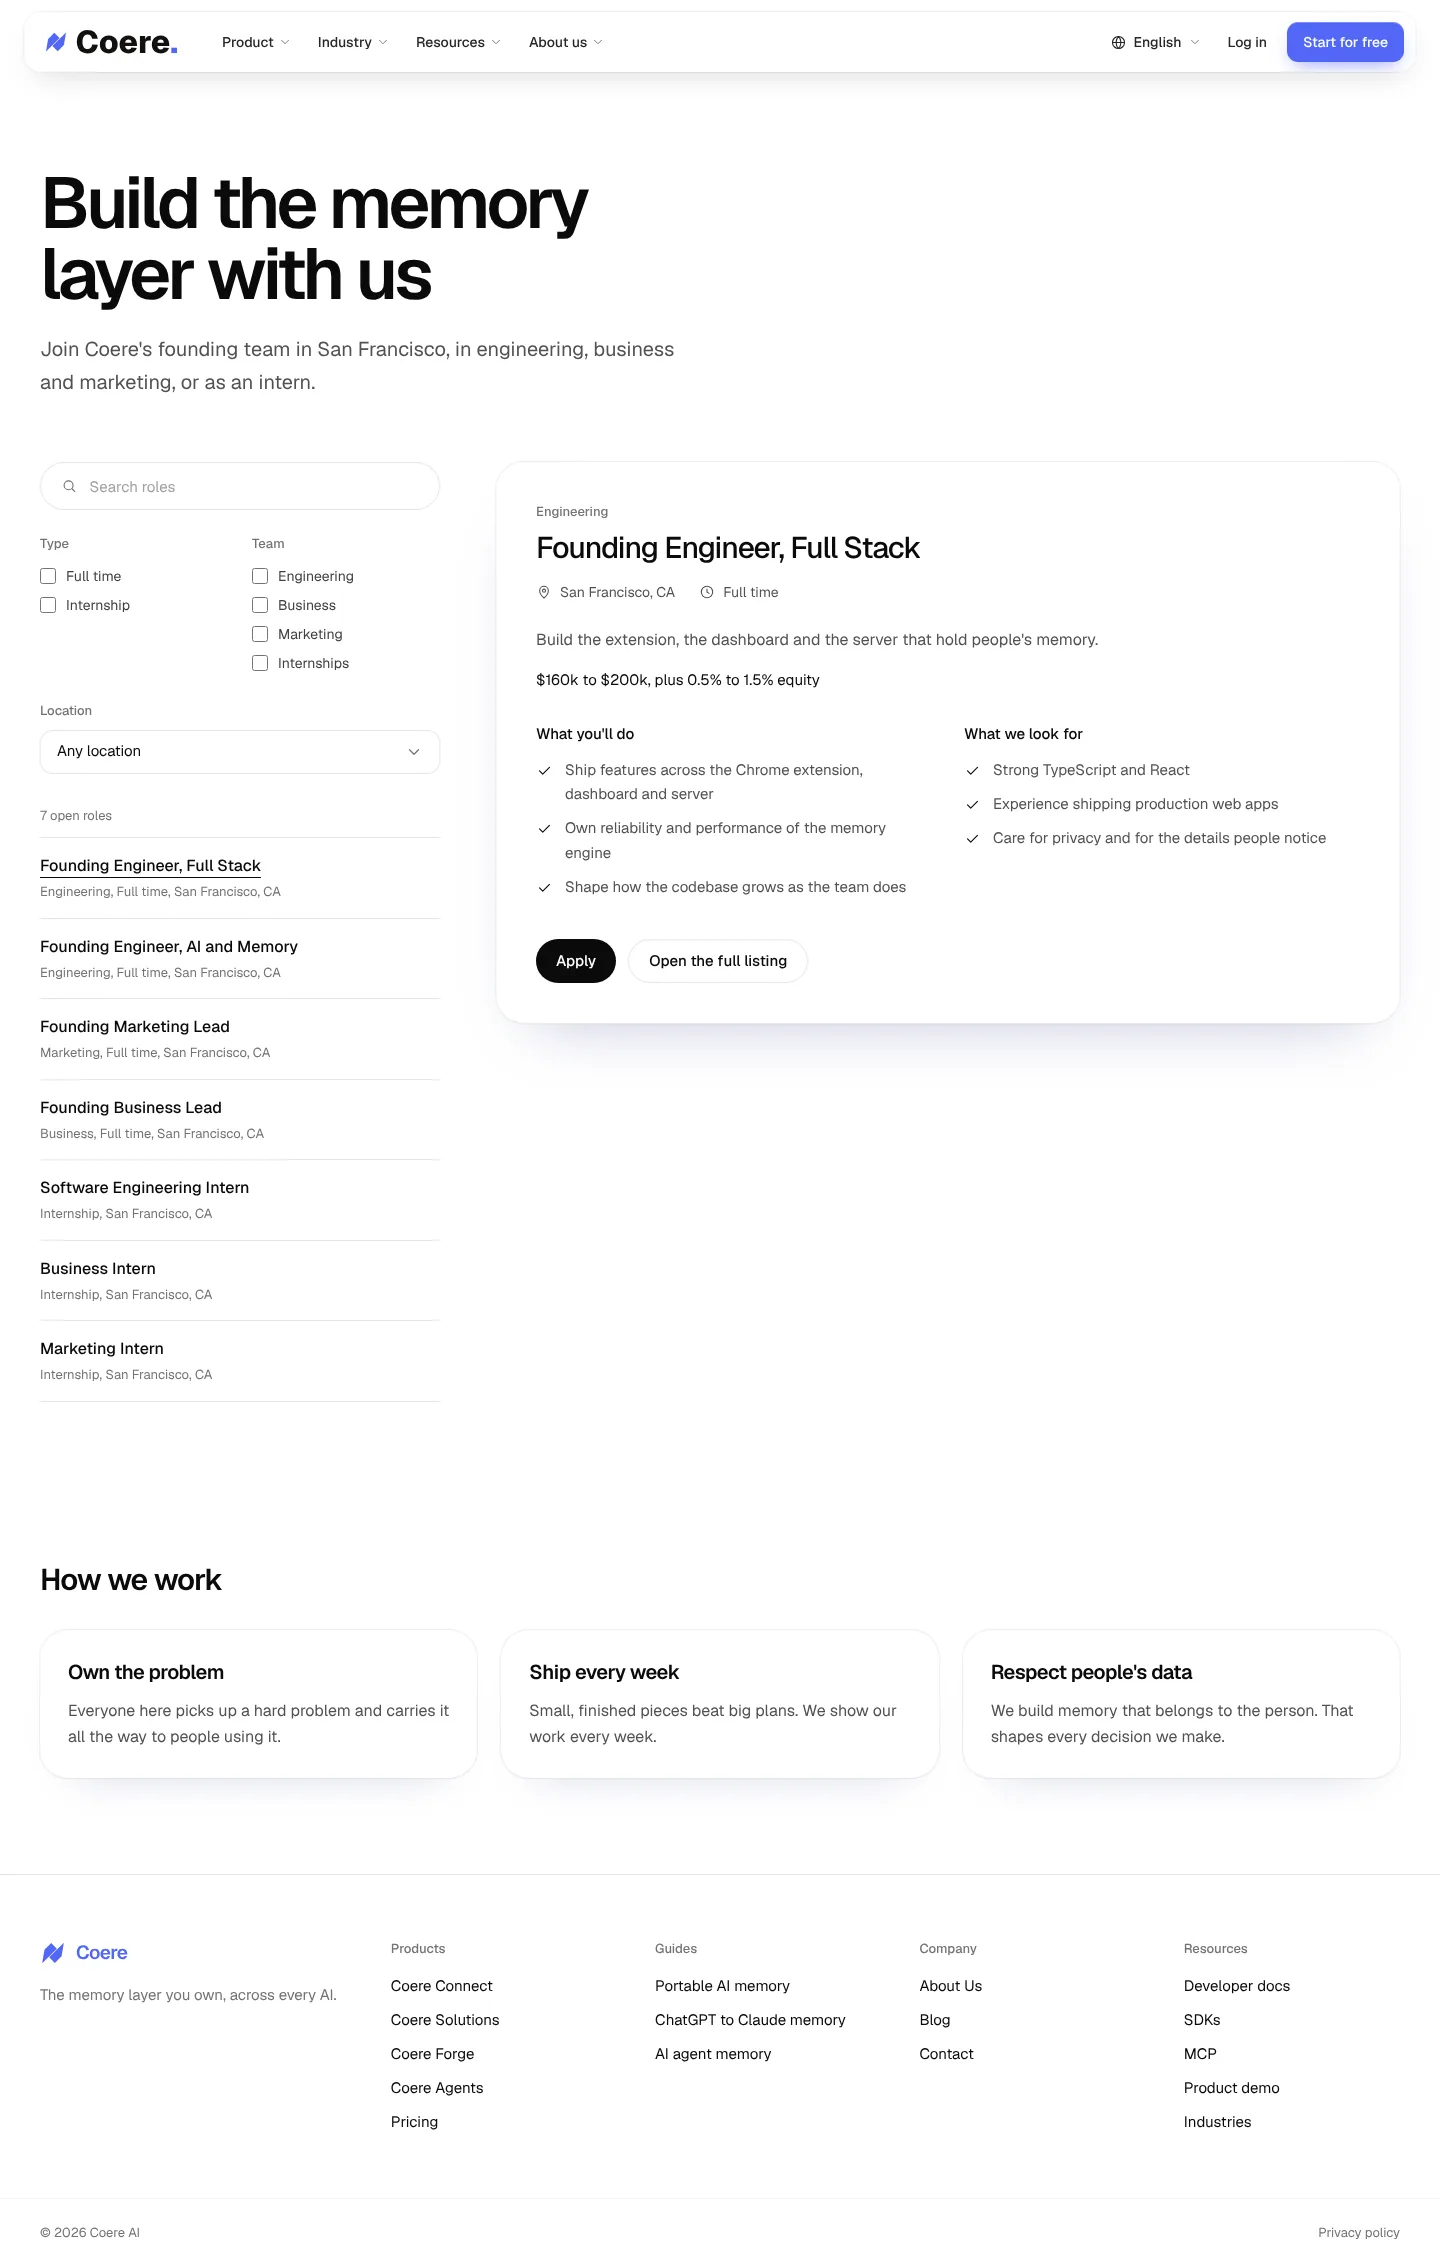 Coere.
Product
Industry
Resources
About us
English
Log in
Start for free
Build the memory
layer with us
Join Coere's founding team in San Francisco, in engineering, business
and marketing, or as an intern.
Search roles
Type
Full time
Internship
Team
Engineering
Business
Marketing
Internships
Location
Any location
7 open roles
Founding Engineer, Full Stack
Engineering, Full time, San Francisco, CA
Founding Engineer, AI and Memory
Engineering, Full time, San Francisco, CA
Founding Marketing Lead
Marketing, Full time, San Francisco, CA
Founding Business Lead
Business, Full time, San Francisco, CA
Software Engineering Intern
Internship, San Francisco, CA
Business Intern
Internship, San Francisco, CA
Marketing Intern
Internship, San Francisco, CA
Engineering
Founding Engineer, Full Stack
San Francisco, CA
Full time
Build the extension, the dashboard and the server that hold people's memory.
$160k to $200k, plus 0.5% to 1.5% equity
What you'll do
Ship features across the Chrome extension,
dashboard and server
Own reliability and performance of the memory
engine
Shape how the codebase grows as the team does
What we look for
Strong TypeScript and React
Experience shipping production web apps
Care for privacy and for the details people notice
Apply
Open the full listing
How we work
Own the problem
Everyone here picks up a hard problem and carries it
all the way to people using it.
Ship every week
Small, finished pieces beat big plans. We show our
work every week.
Respect people's data
We build memory that belongs to the person. That
shapes every decision we make.
Coere
The memory layer you own, across every AI.
Products
Coere Connect
Coere Solutions
Coere Forge
Coere Agents
Pricing
Guides
Portable AI memory
ChatGPT to Claude memory
AI agent memory
Company
About Us
Blog
Contact
Resources
Developer docs
SDKs
MCP
Product demo
Industries
© 2026 Coere AI
Privacy policy